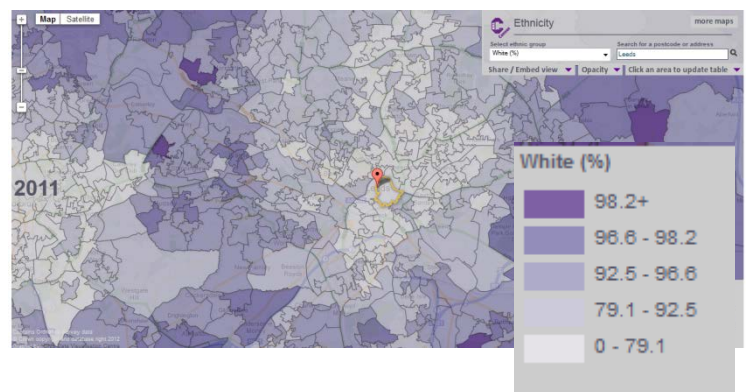 Map Satellite
Ethnicity
more maps
Select ethnic group
White (%)
Search for a postcode or address
Leeds
Share / Embed view
Opacity
Click an area to update table
2011
White (%)
98.2+
96.6 - 98.2
92.5 - 96.6
79.1 - 92.5
0 - 79.1